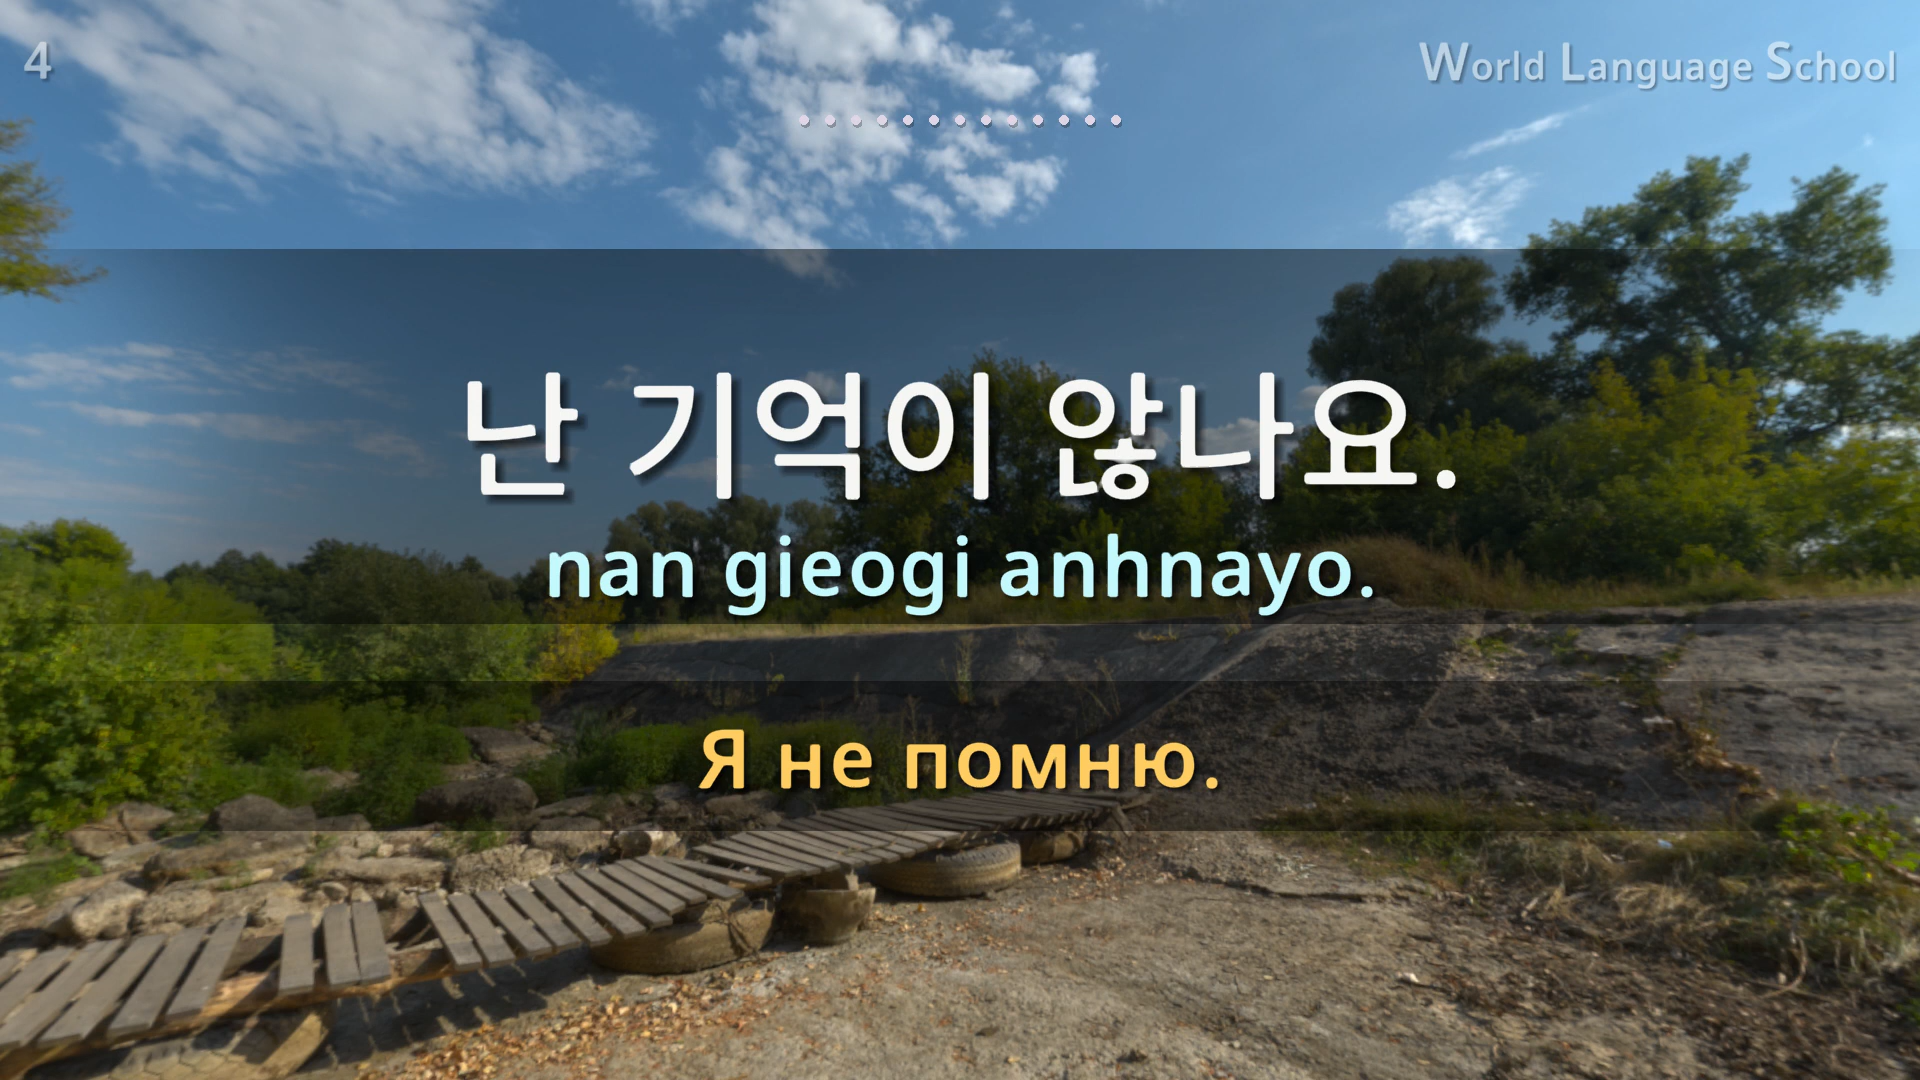 4
World Language School
난 기억이 않나요.
nan gieogi anhnayo.
Я не помню.